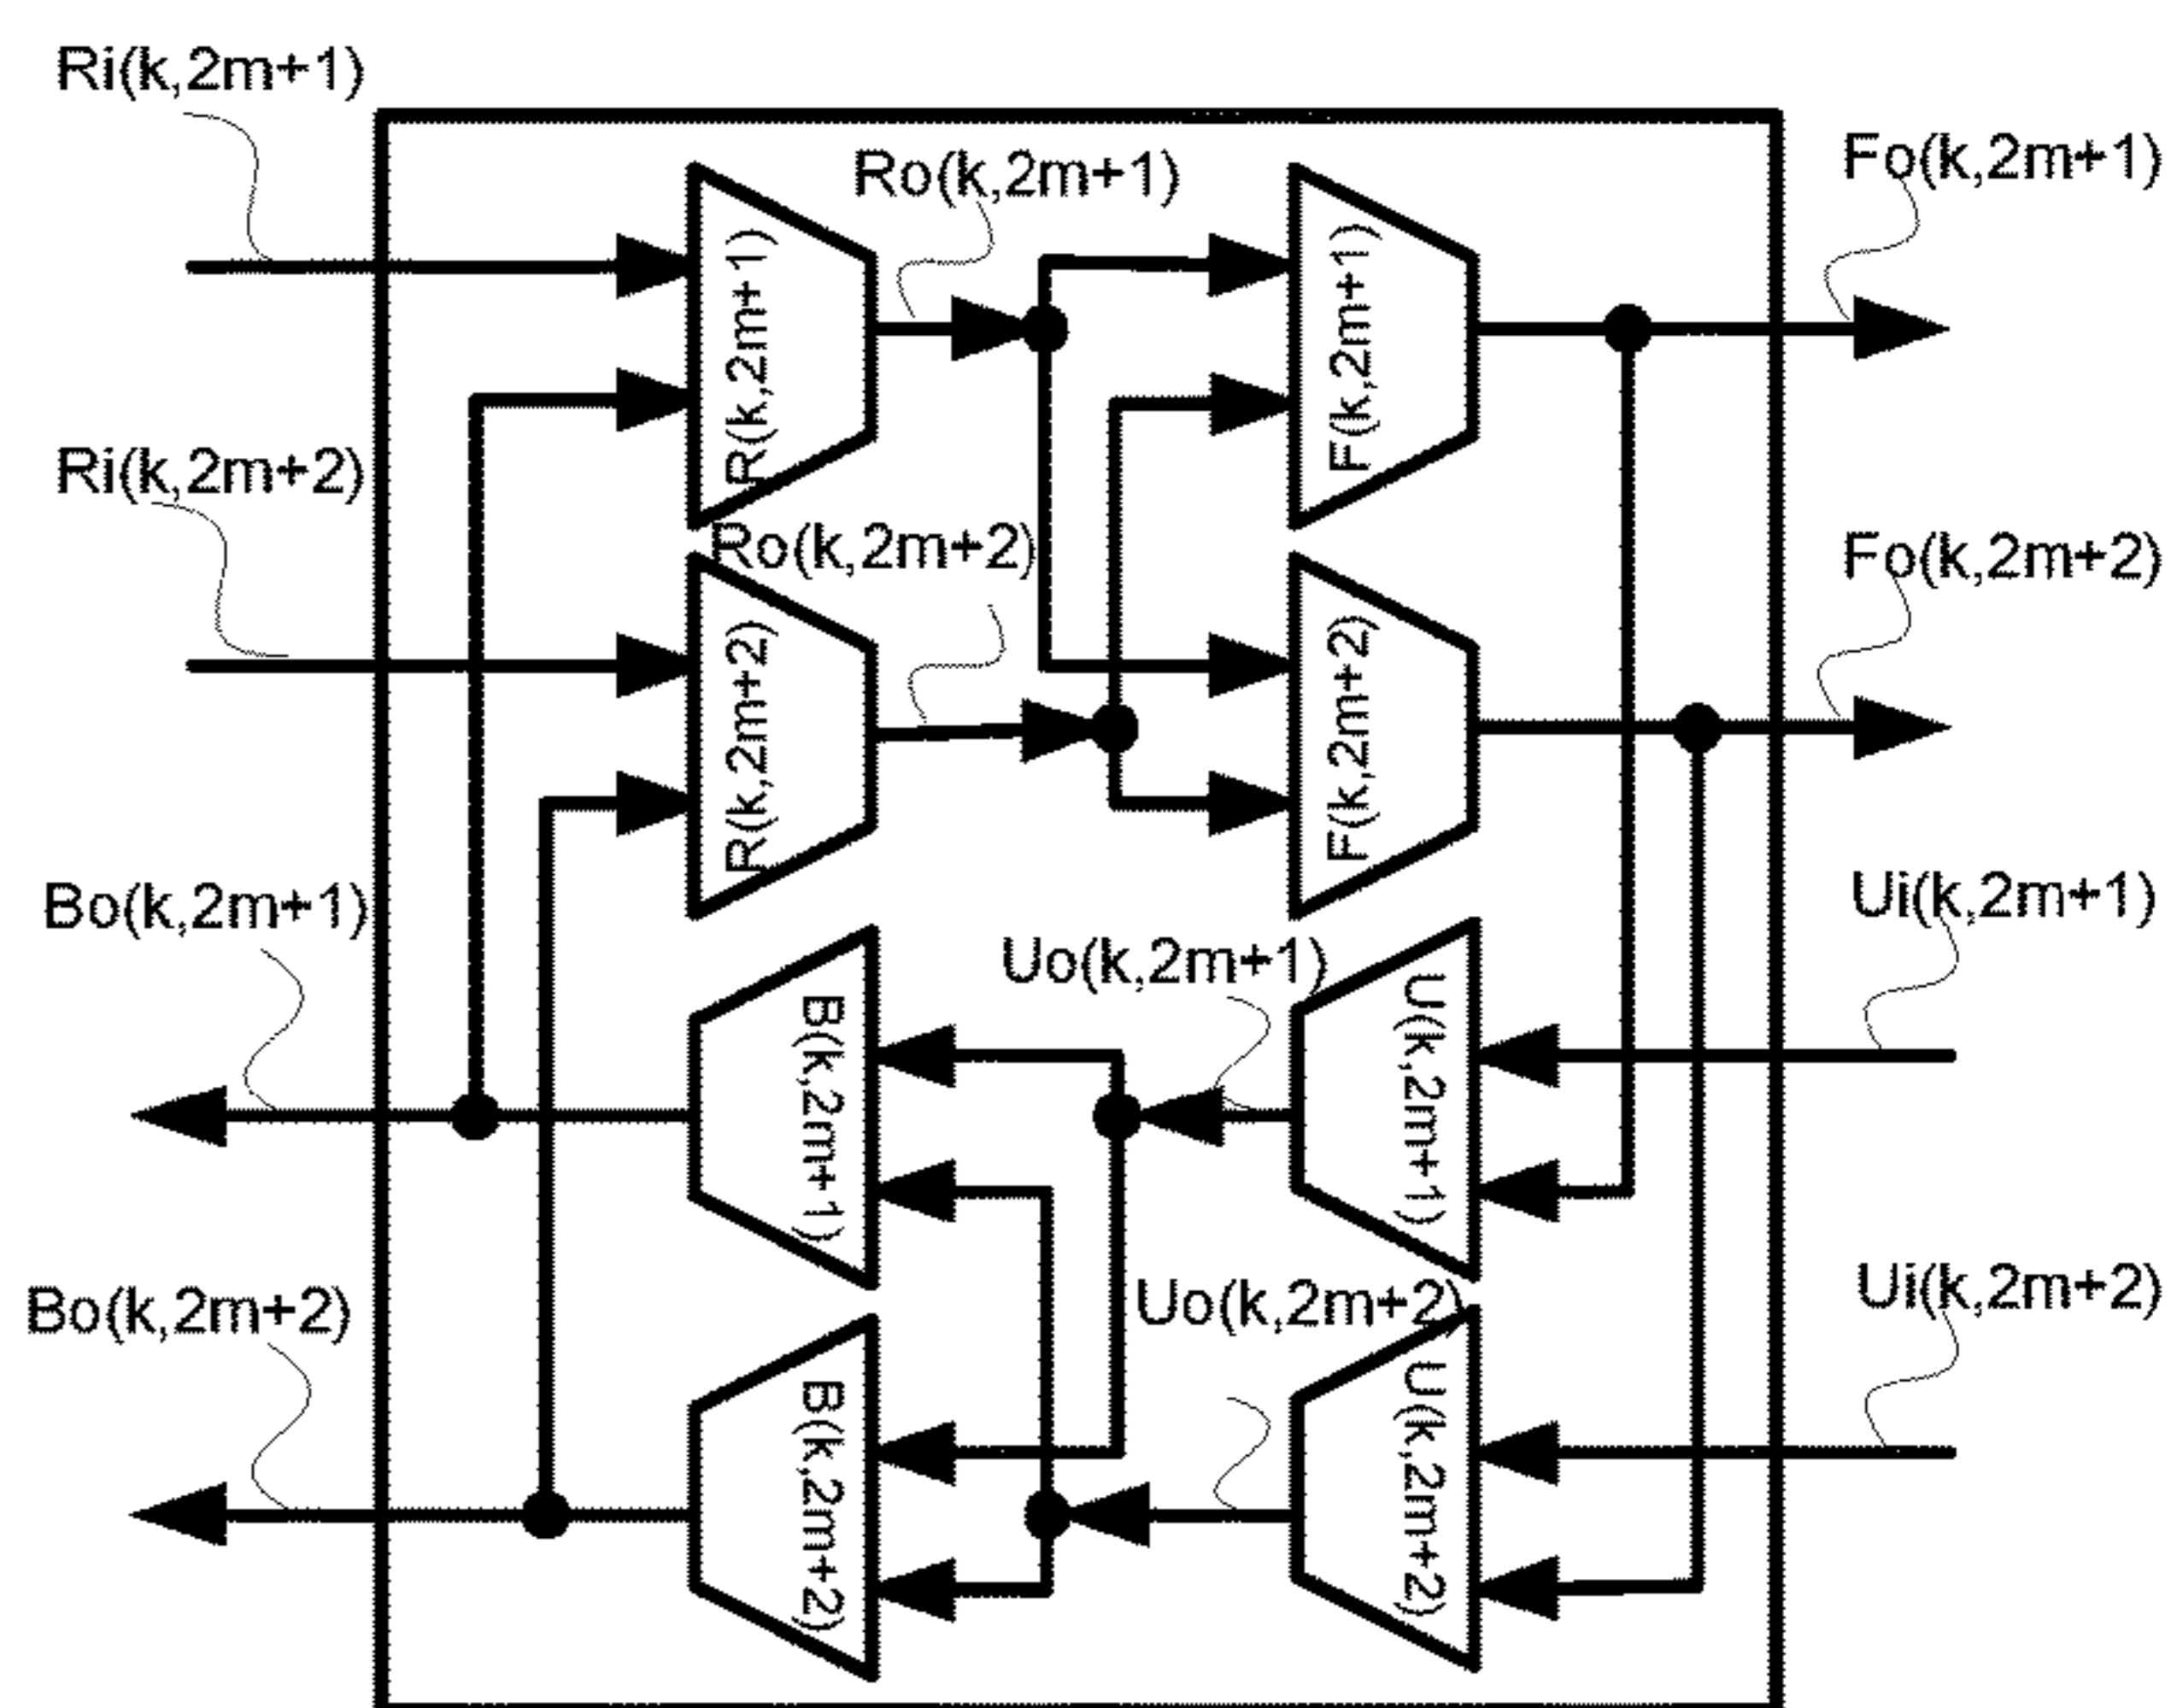 Ri(k,2m+1)
Ro(k,2m+1)
Fo(k,2m+1)
R(k,2m+1)
F(k,2m+1)
Ri(k,2m+2)
Ro(k,2m+2)
Fo(k,2m+2)
R(k,2m+2)
F(k,2m+2)
Bo(k,2m+1)
Uo(k,2m+1)
Ui(k,2m+1)
B(k,2m+1)
U(k,2m+1)
Bo(k,2m+2)
Uo(k,2m+2)
Ui(k,2m+2)
B(k,2m+2)
U(k,2m+2)